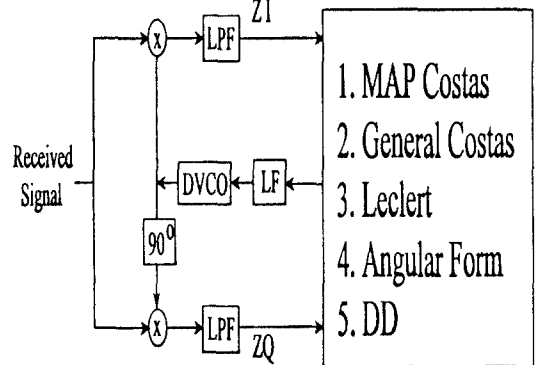 ZI
x
LPF
1. MAP Costas
2. General Costas
3. Leclert
4. Angular Form
5. DD
Received
Signal
DVCO
LF
90°
x
LPF
ZQ